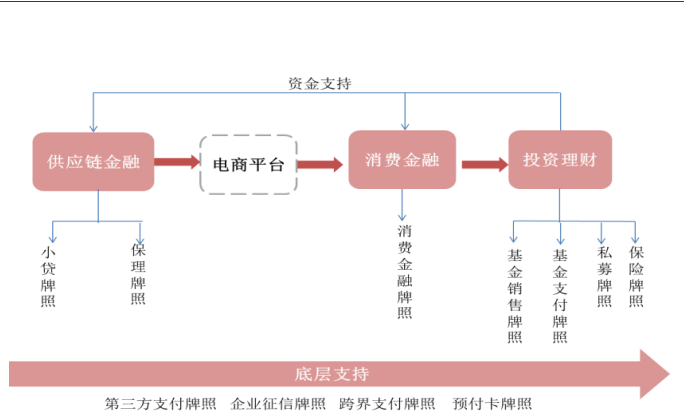 资金支持
供应链金融
电商平台
消费金融
投资理财
小贷牌照
保理牌照
消费金融牌照
基金销售牌照
基金支付牌照
私募牌照
保险牌照
底层支持
第三方支付牌照 企业征信牌照 跨界支付牌照 预付卡牌照